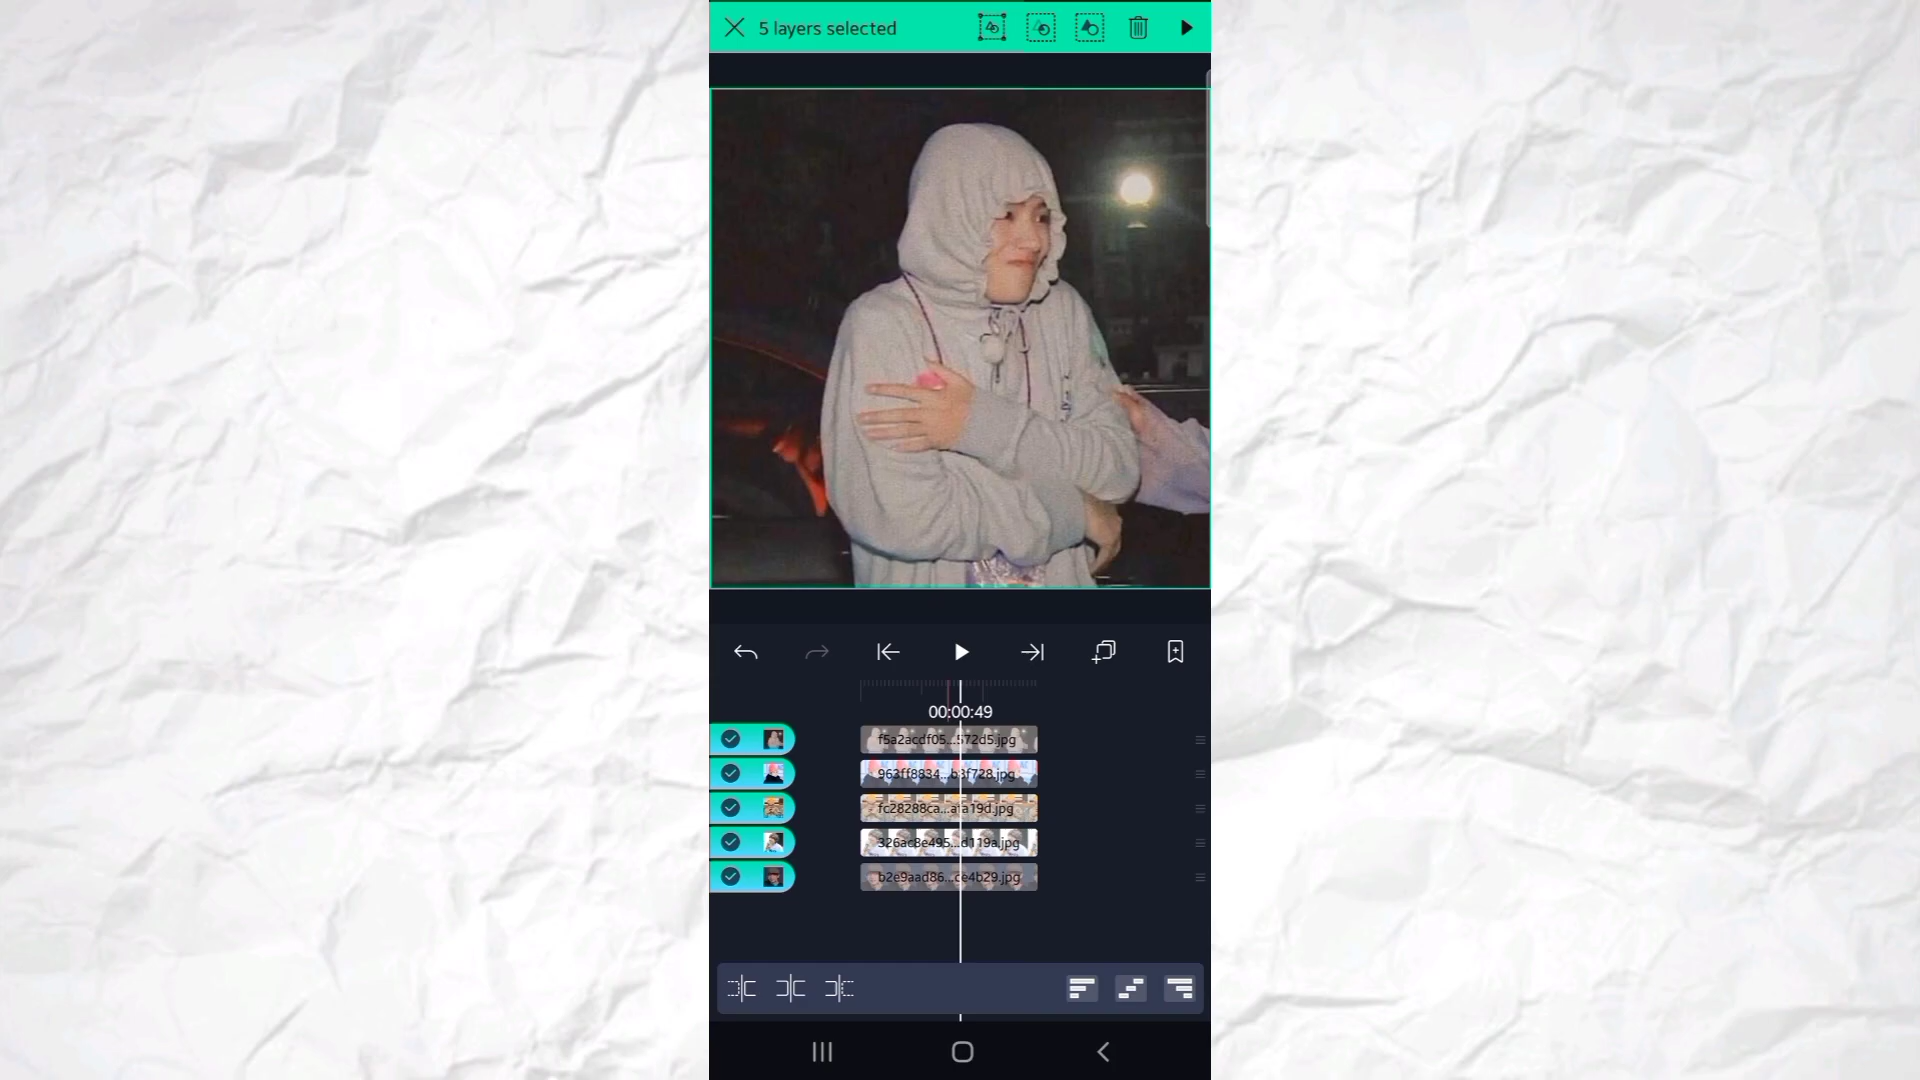 5 layers selected
00:00:49
f5a2acdf05...572d5.jpg
963ff8834...b3f728.jpg
fc28288ca...afa19d.jpg
326ac8e495...d119a.jpg
b2e9aad86...ce4b29.jpg